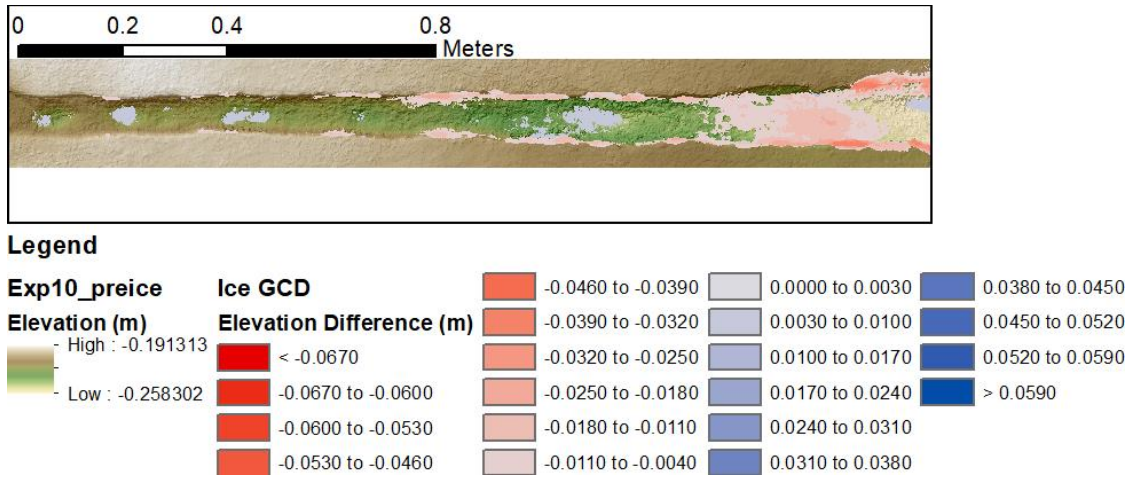 0 0.2 0.4 0.8
Meters
Legend
Exp10_preice
Elevation (m)
High : -0.191313
Low : -0.258302
Ice GCD
Elevation Difference (m)
< -0.0670
-0.0670 to -0.0600
-0.0600 to -0.0530
-0.0530 to -0.0460
-0.0460 to -0.0390
-0.0390 to -0.0320
-0.0320 to -0.0250
-0.0250 to -0.0180
-0.0180 to -0.0110
-0.0110 to -0.0040
0.0000 to 0.0030
0.0030 to 0.0100
0.0100 to 0.0170
0.0170 to 0.0240
0.0240 to 0.0310
0.0310 to 0.0380
0.0380 to 0.0450
0.0450 to 0.0520
0.0520 to 0.0590
> 0.0590